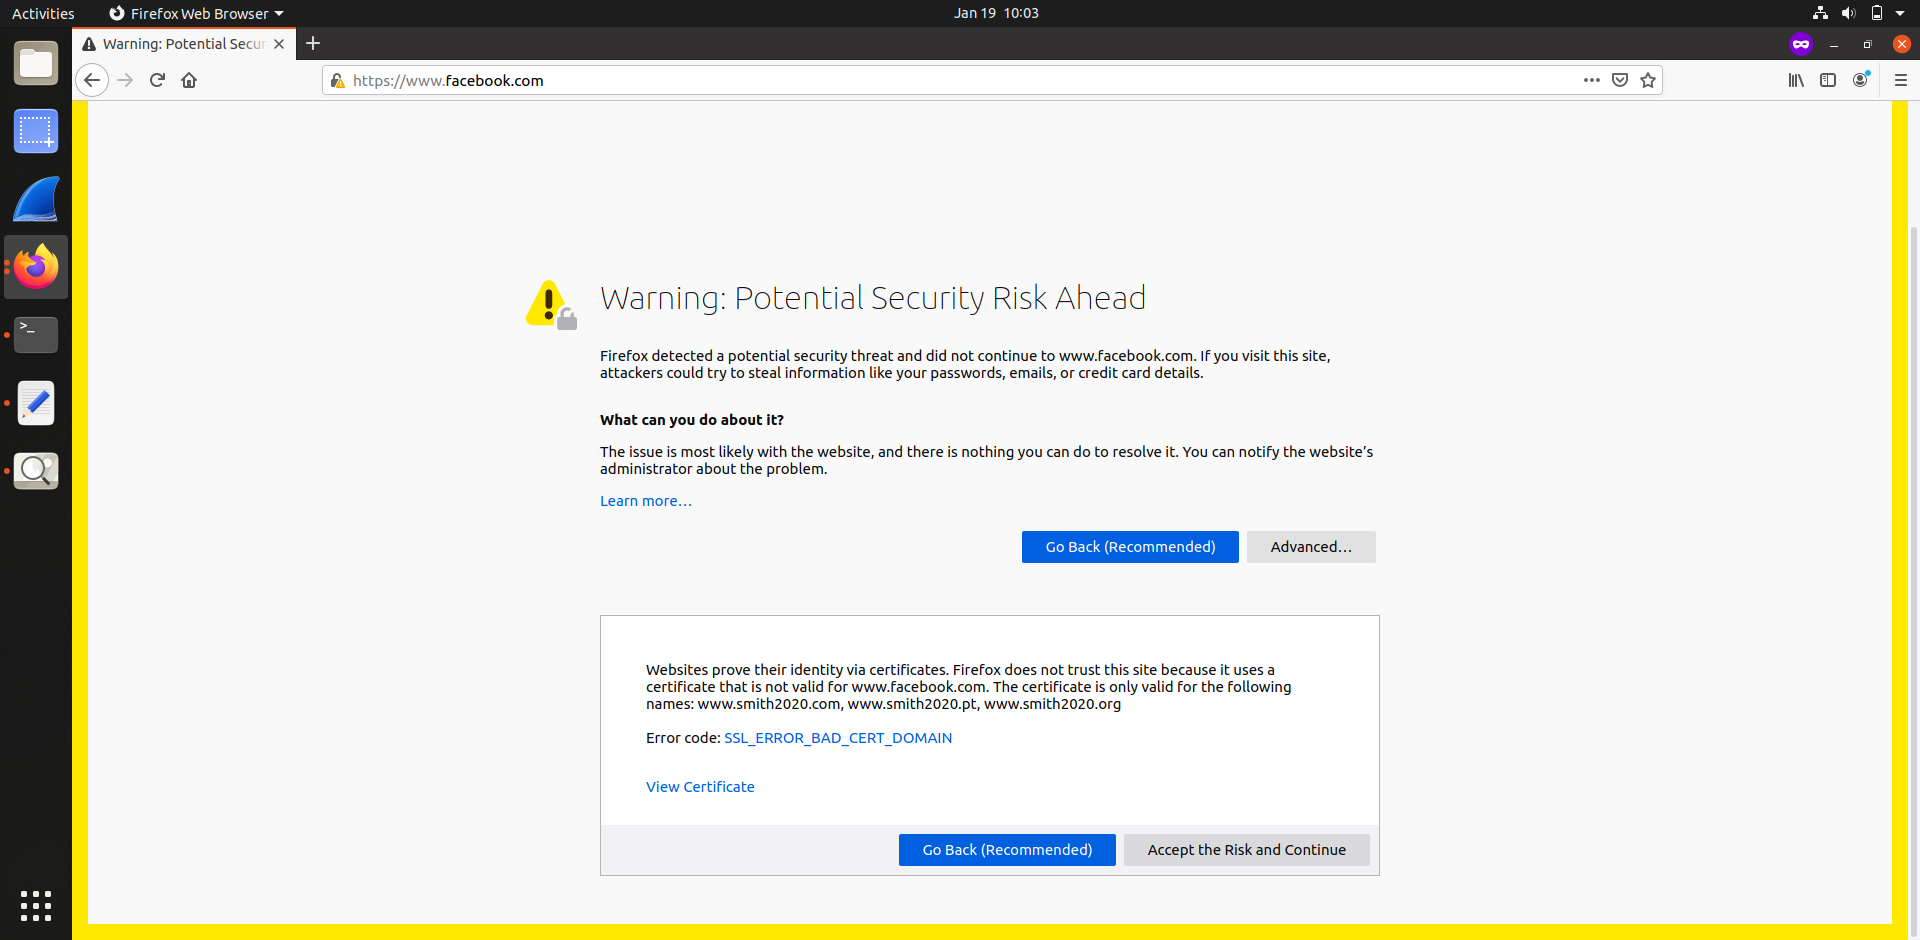 Activities
Firefox Web Browser
Jan 19 10:03
Warning: Potential Secur
https://www.facebook.com
>_
Warning: Potential Security Risk Ahead
Firefox detected a potential security threat and did not continue to www.facebook.com. If you visit this site,
attackers could try to steal information like your passwords, emails, or credit card details.
What can you do about it?
The issue is most likely with the website, and there is nothing you can do to resolve it. You can notify the website’s
administrator about the problem.
Learn more…
Go Back (Recommended)
Advanced…
Websites prove their identity via certificates. Firefox does not trust this site because it uses a
certificate that is not valid for www.facebook.com. The certificate is only valid for the following
names: www.smith2020.com, www.smith2020.pt, www.smith2020.org
Error code: SSL_ERROR_BAD_CERT_DOMAIN
View Certificate
Go Back (Recommended)
Accept the Risk and Continue